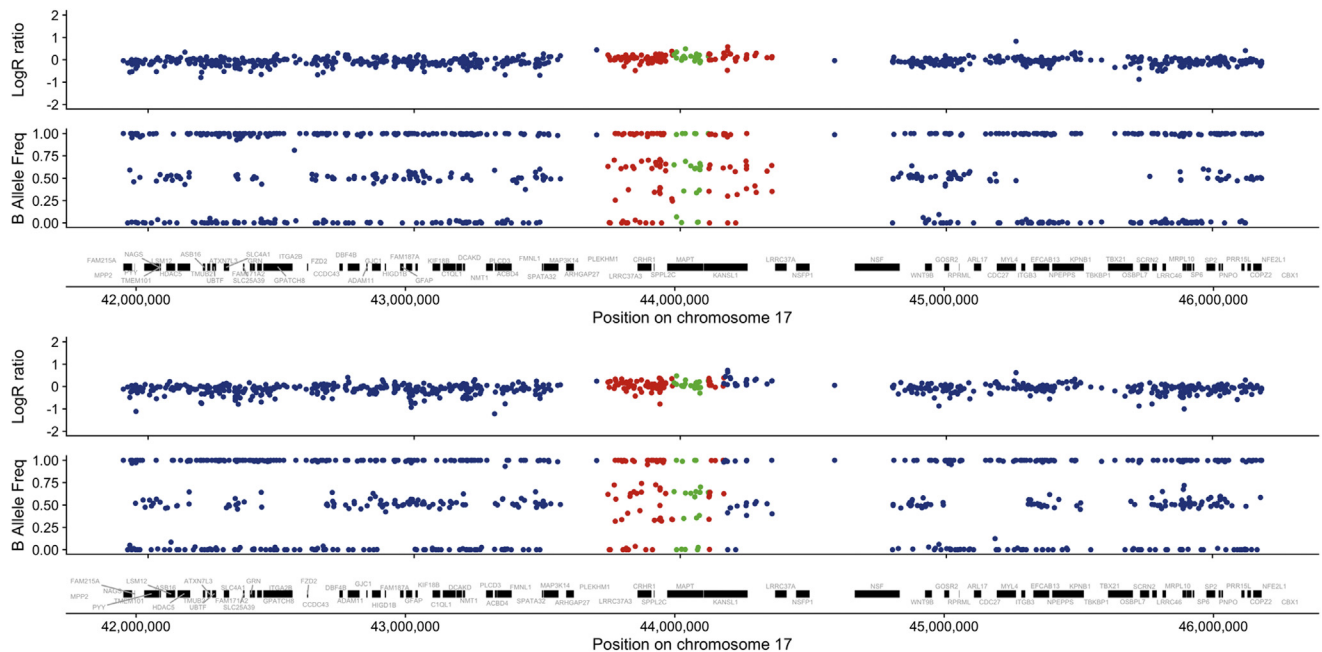 LogR ratio
2
1
0
-1
-2
B Allele Freq
1.00
0.75
0.50
0.25
0.00
NAGS ASB16 SLC4A1 ITGA2B DBF4B FAM187A DCAKD FMNL1 PLEKHM1 CRHR1 MAPT LRRC37A NSF GOSR2 MYL4 KPNB1 TBX21 MRPL10 SP2 NFE2L1
FAM215A LSM12 ATXN7L3 GRN FZD2 GJC1 KIF18B PLCD3 MAP3K14 ARL17 EFCAB13 SCRN2 PRR15L
MPP2 PYY HDAC5 TMUB2 FAM171A2 GPATCH8 CCDC43 HIGD1B C1QL1 ACBD4 ARHGAP27 SPPL2C KANSL1 NSFP1 WNT9B CDC27 NPEPPS TBKBP1 LRRC46 PNPO CBX1
TMEM101 UBTF SLC25A39 ADAM11 GFAP NMT1 SPATA32 LRRC37A3 RPRML ITGB3 OSBPL7 SP6 COPZ2
42,000,000 43,000,000 44,000,000 45,000,000 46,000,000
Position on chromosome 17
LogR ratio
2
1
0
-1
-2
B Allele Freq
1.00
0.75
0.50
0.25
0.00
FAM215A LSM12 ATXN7L3 GRN FZD2 GJC1 KIF18B PLCD3 MAP3K14 PLEKHM1 CRHR1 MAPT LRRC37A NSF GOSR2 MYL4 KPNB1 TBX21 MRPL10 SP2 NFE2L1
NAGS ASB16 SLC4A1 ITGA2B DBF4B FAM187A DCAKD FMNL1 ARL17 EFCAB13 SCRN2 PRR15L
MPP2 TMEM101 TMUB2 FAM171A2 GPATCH8 ADAM11 GFAP NMT1 SPATA32 LRRC37A3 KANSL1 NSFP1 WNT9B CDC27 NPEPPS OSBPL7 SP6 COPZ2
PYY HDAC5 UBTF SLC25A39 CCDC43 HIGD1B C1QL1 ACBD4 ARHGAP27 SPPL2C RPRML ITGB3 TBKBP1 LRRC46 PNPO CBX1
42,000,000 43,000,000 44,000,000 45,000,000 46,000,000
Position on chromosome 17